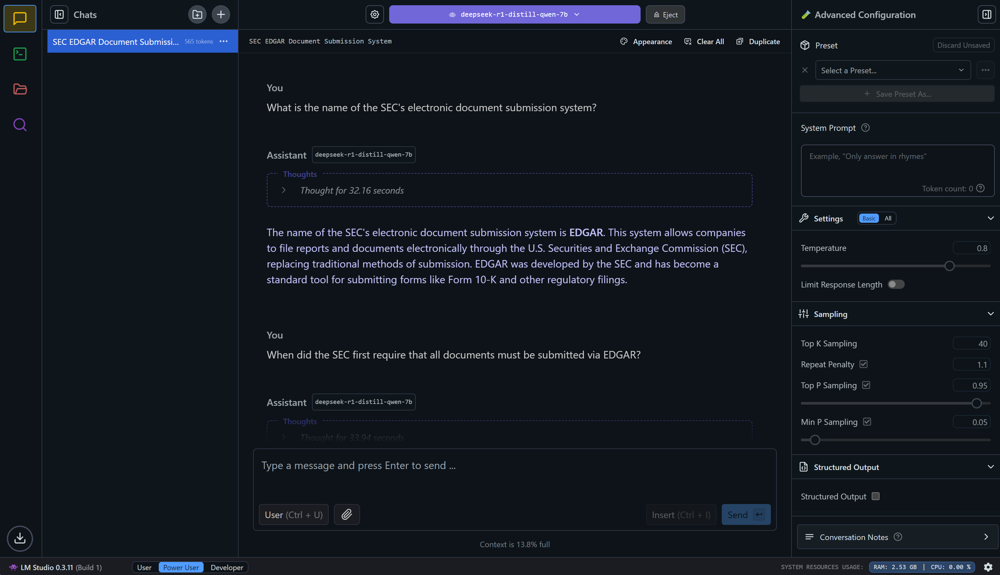 Chats
SEC EDGAR Document Submissi... 565 tokens
deepseek-r1-distill-qwen-7b
Eject
SEC EDGAR Document Submission System
Appearance
Clear All
Duplicate
You
What is the name of the SEC's electronic document submission system?
Assistant deepseek-r1-distill-qwen-7b
Thoughts
Thought for 32.16 seconds
The name of the SEC's electronic document submission system is EDGAR. This system allows companies
to file reports and documents electronically through the U.S. Securities and Exchange Commission (SEC),
replacing traditional methods of submission. EDGAR was developed by the SEC and has become a
standard tool for submitting forms like Form 10-K and other regulatory filings.
You
When did the SEC first require that all documents must be submitted via EDGAR?
Assistant deepseek-r1-distill-qwen-7b
Thoughts
Thought for 33.94 seconds
Type a message and press Enter to send ...
User (Ctrl + U)
Insert (Ctrl + I)
Send
Context is 13.8% full
Advanced Configuration
Preset
Discard Unsaved
Select a Preset...
Save Preset As...
System Prompt
Example, "Only answer in rhymes"
Token count: 0
Settings Basic All
Temperature 0.8
Limit Response Length
Sampling
Top K Sampling 40
Repeat Penalty 1.1
Top P Sampling 0.95
Min P Sampling 0.05
Structured Output
Structured Output
Conversation Notes
LM Studio 0.3.11 (Build 1)
User Power User Developer
SYSTEM RESOURCES USAGE: RAM: 2.53 GB | CPU: 0.00 %